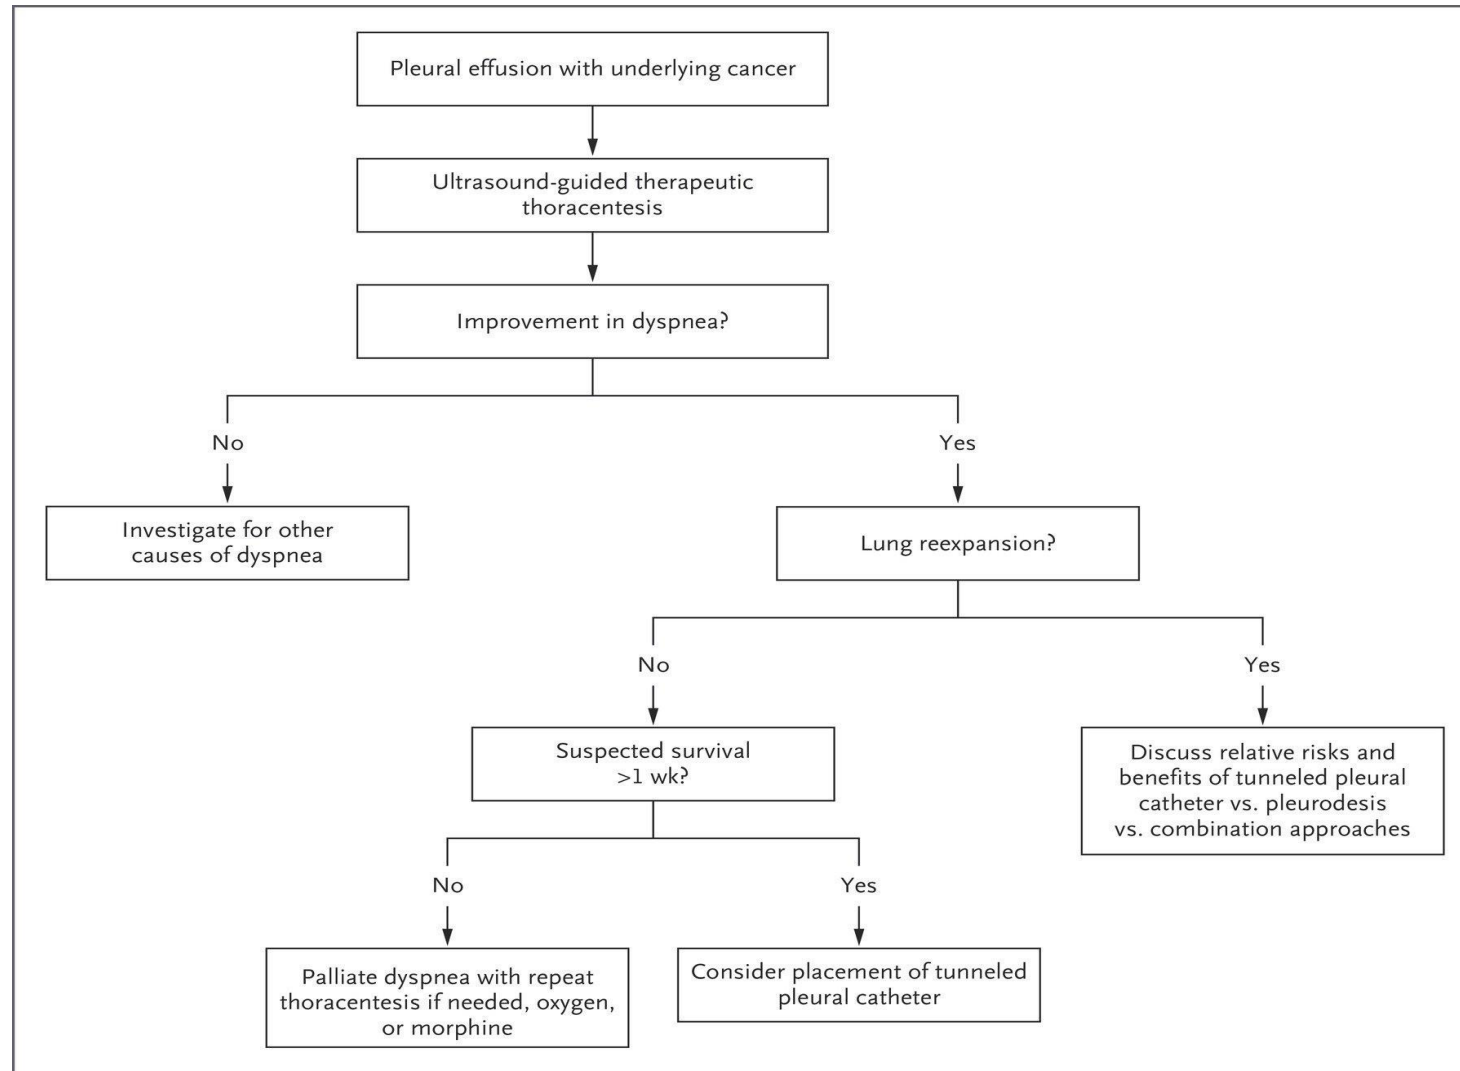 Pleural effusion with underlying cancer
Ultrasound-guided therapeutic
thoracentesis
Improvement in dyspnea?
No
Yes
Investigate for other
causes of dyspnea
Lung reexpansion?
No
Yes
Suspected survival
>1 wk?
Discuss relative risks and
benefits of tunneled pleural
catheter vs. pleurodesis
vs. combination approaches
No
Yes
Palliate dyspnea with repeat
thoracentesis if needed, oxygen,
or morphine
Consider placement of tunneled
pleural catheter